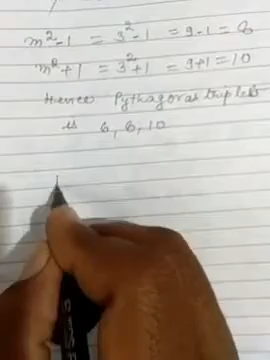 m²-1 = 3²-1 = 9-1 = 8
m²+1 = 3²+1 = 9+1 = 10
Hence Pythagoras triplets
is 6, 8, 10